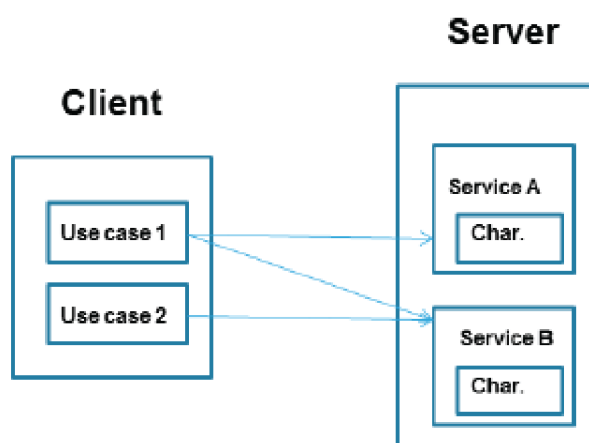 Server
Client
Service A
Use case 1
Char.
Use case 2
Service B
Char.